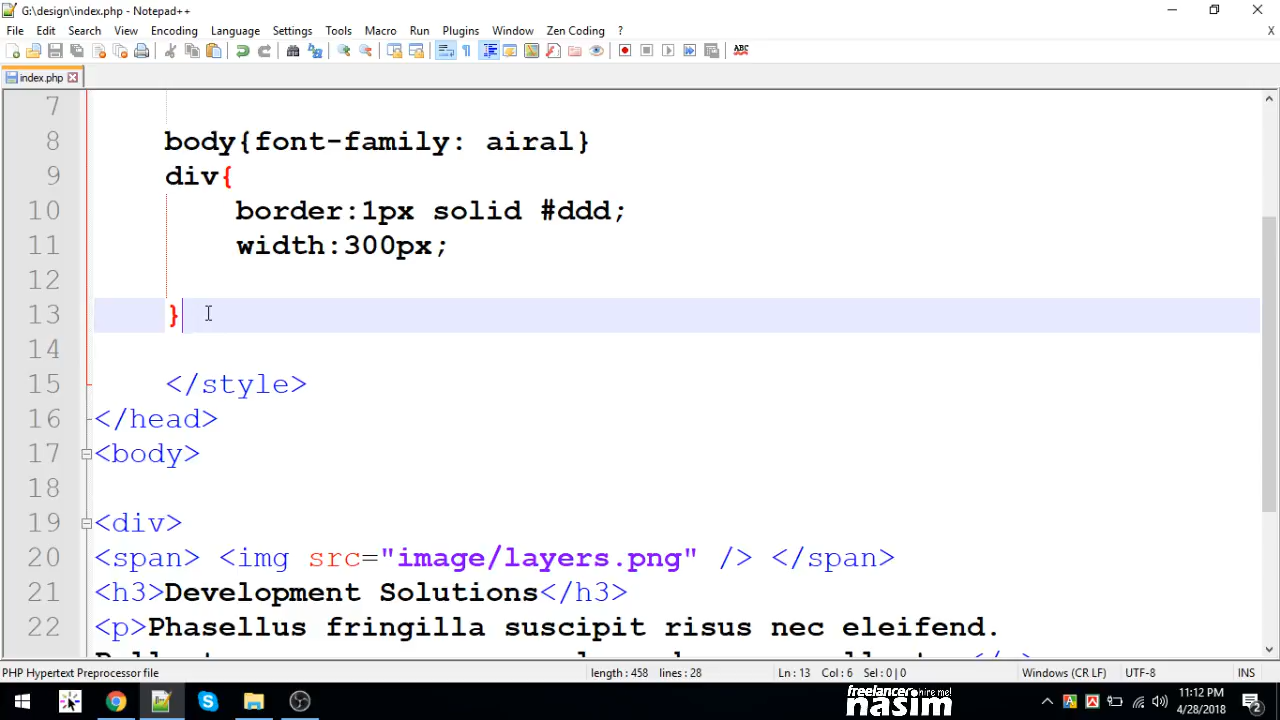 G:\design\index.php - Notepad++
File Edit Search View Encoding Language Settings Tools Macro Run Plugins Window Zen Coding ? X
ABC
index.php
7
8 body{font-family: airal}
9 div{
10 border:1px solid #ddd;
11 width:300px;
12
13 }
14
15 </style>
16 </head>
17 <body>
18
19 <div>
20 <span> <img src="image/layers.png" /> </span>
21 <h3>Development Solutions</h3>
22 <p>Phasellus fringilla suscipit risus nec eleifend.
PHP Hypertext Preprocessor file length : 458 lines : 28 Ln : 13 Col : 6 Sel : 0 | 0 Windows (CR LF) UTF-8 INS
freelancer hire me!
nasim
11:12 PM
4/28/2018
2